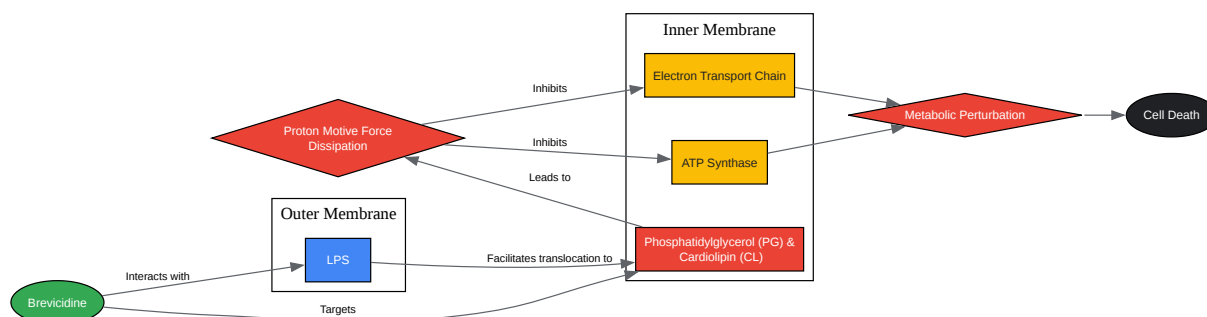 Inner Membrane
Electron Transport Chain
Inhibits
Metabolic Perturbation
Cell Death
Proton Motive Force
Dissipation
Inhibits
ATP Synthase
Leads to
Outer Membrane
Phosphatidylglycerol (PG) &
Cardiolipin (CL)
LPS
Facilitates translocation to
Interacts with
Brevicidine
Targets